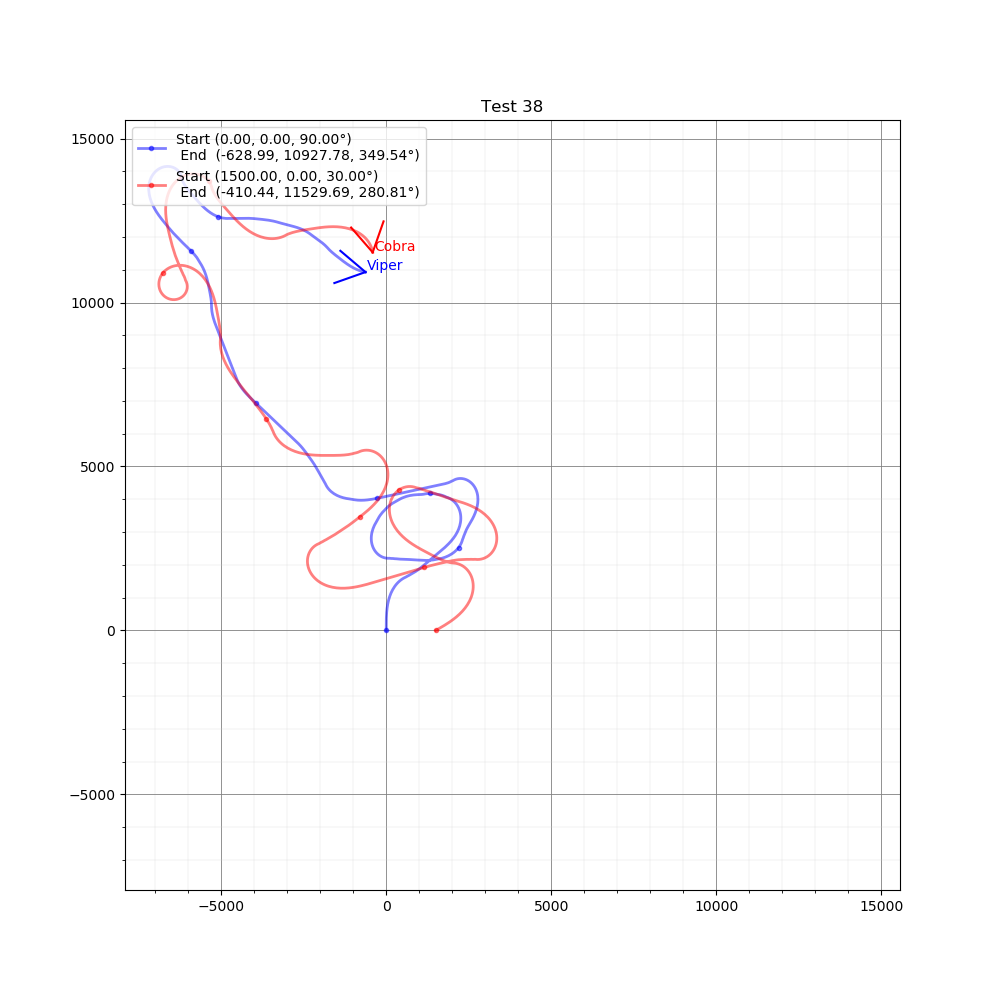 Test 38
Start (0.00, 0.00, 90.00°)
End (-628.99, 10927.78, 349.54°)
Start (1500.00, 0.00, 30.00°)
End (-410.44, 11529.69, 280.81°)
15000
10000
5000
0
−5000
Cobra
Viper
−5000
0
5000
10000
15000